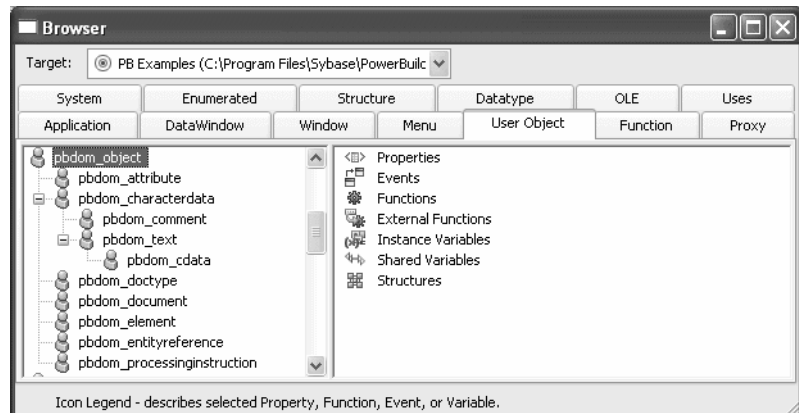 Browser
Target: PB Examples (C:\Program Files\Sybase\PowerBuilc
System Enumerated Structure Datatype OLE Uses
Application DataWindow Window Menu User Object Function Proxy
pbdom_object
pbdom_attribute
pbdom_characterdata
pbdom_comment
pbdom_text
pbdom_cdata
pbdom_doctype
pbdom_document
pbdom_element
pbdom_entityreference
pbdom_processinginstruction
Properties
Events
Functions
External Functions
Instance Variables
Shared Variables
Structures
Icon Legend - describes selected Property, Function, Event, or Variable.